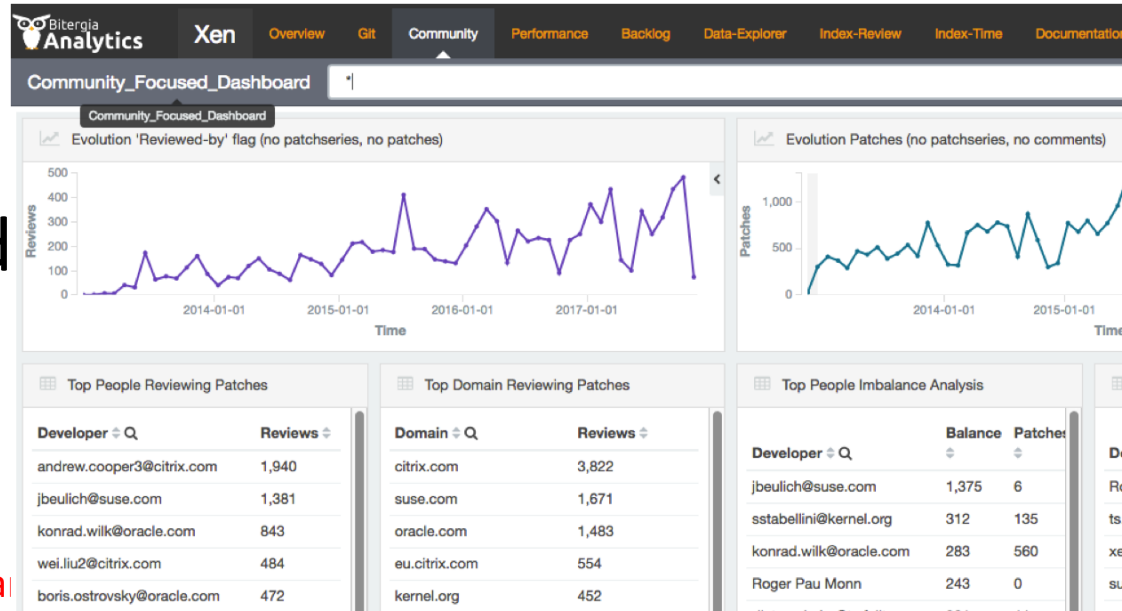 Bitergia
Analytics
Xen Overview Git Community Performance Backlog Data-Explorer Index-Review Index-Time Documentation
Community_Focused_Dashboard *
Community_Focused_Dashboard
Evolution 'Reviewed-by' flag (no patchseries, no patches)
500
400
300
200
100
0
Reviews
2014-01-01 2015-01-01 2016-01-01 2017-01-01
Time
Evolution Patches (no patchseries, no comments)
1,000
500
0
Patches
2014-01-01 2015-01-01
Time
Top People Reviewing Patches
Developer Reviews
andrew.cooper3@citrix.com 1,940
jbeulich@suse.com 1,381
konrad.wilk@oracle.com 843
wei.liu2@citrix.com 484
boris.ostrovsky@oracle.com 472
Top Domain Reviewing Patches
Domain Reviews
citrix.com 3,822
suse.com 1,671
oracle.com 1,483
eu.citrix.com 554
kernel.org 452
Top People Imbalance Analysis
Developer Balance Patches
jbeulich@suse.com 1,375 6
sstabellini@kernel.org 312 135
konrad.wilk@oracle.com 283 560
Roger Pau Monn 243 0